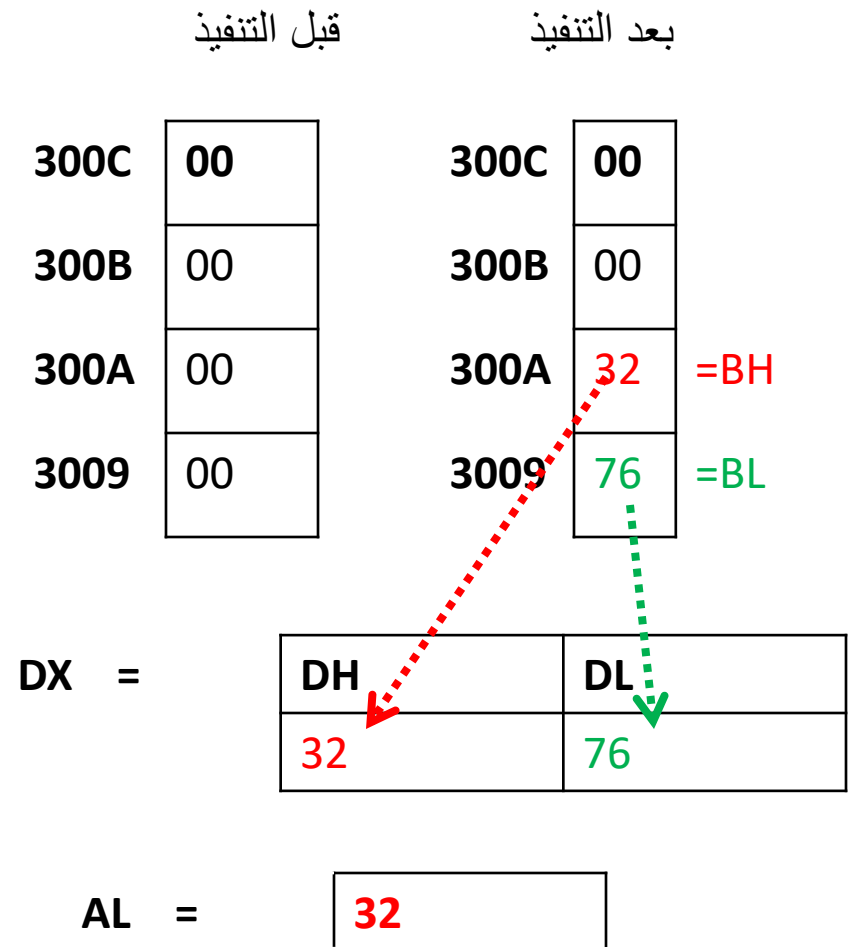 قبل التنفيذ بعد التنفيذ
300C 00 300C 00
300B 00 300B 00
300A 00 300A 32 =BH
3009 00 3009 76 =BL
DX = DH DL
32 76
AL = 32